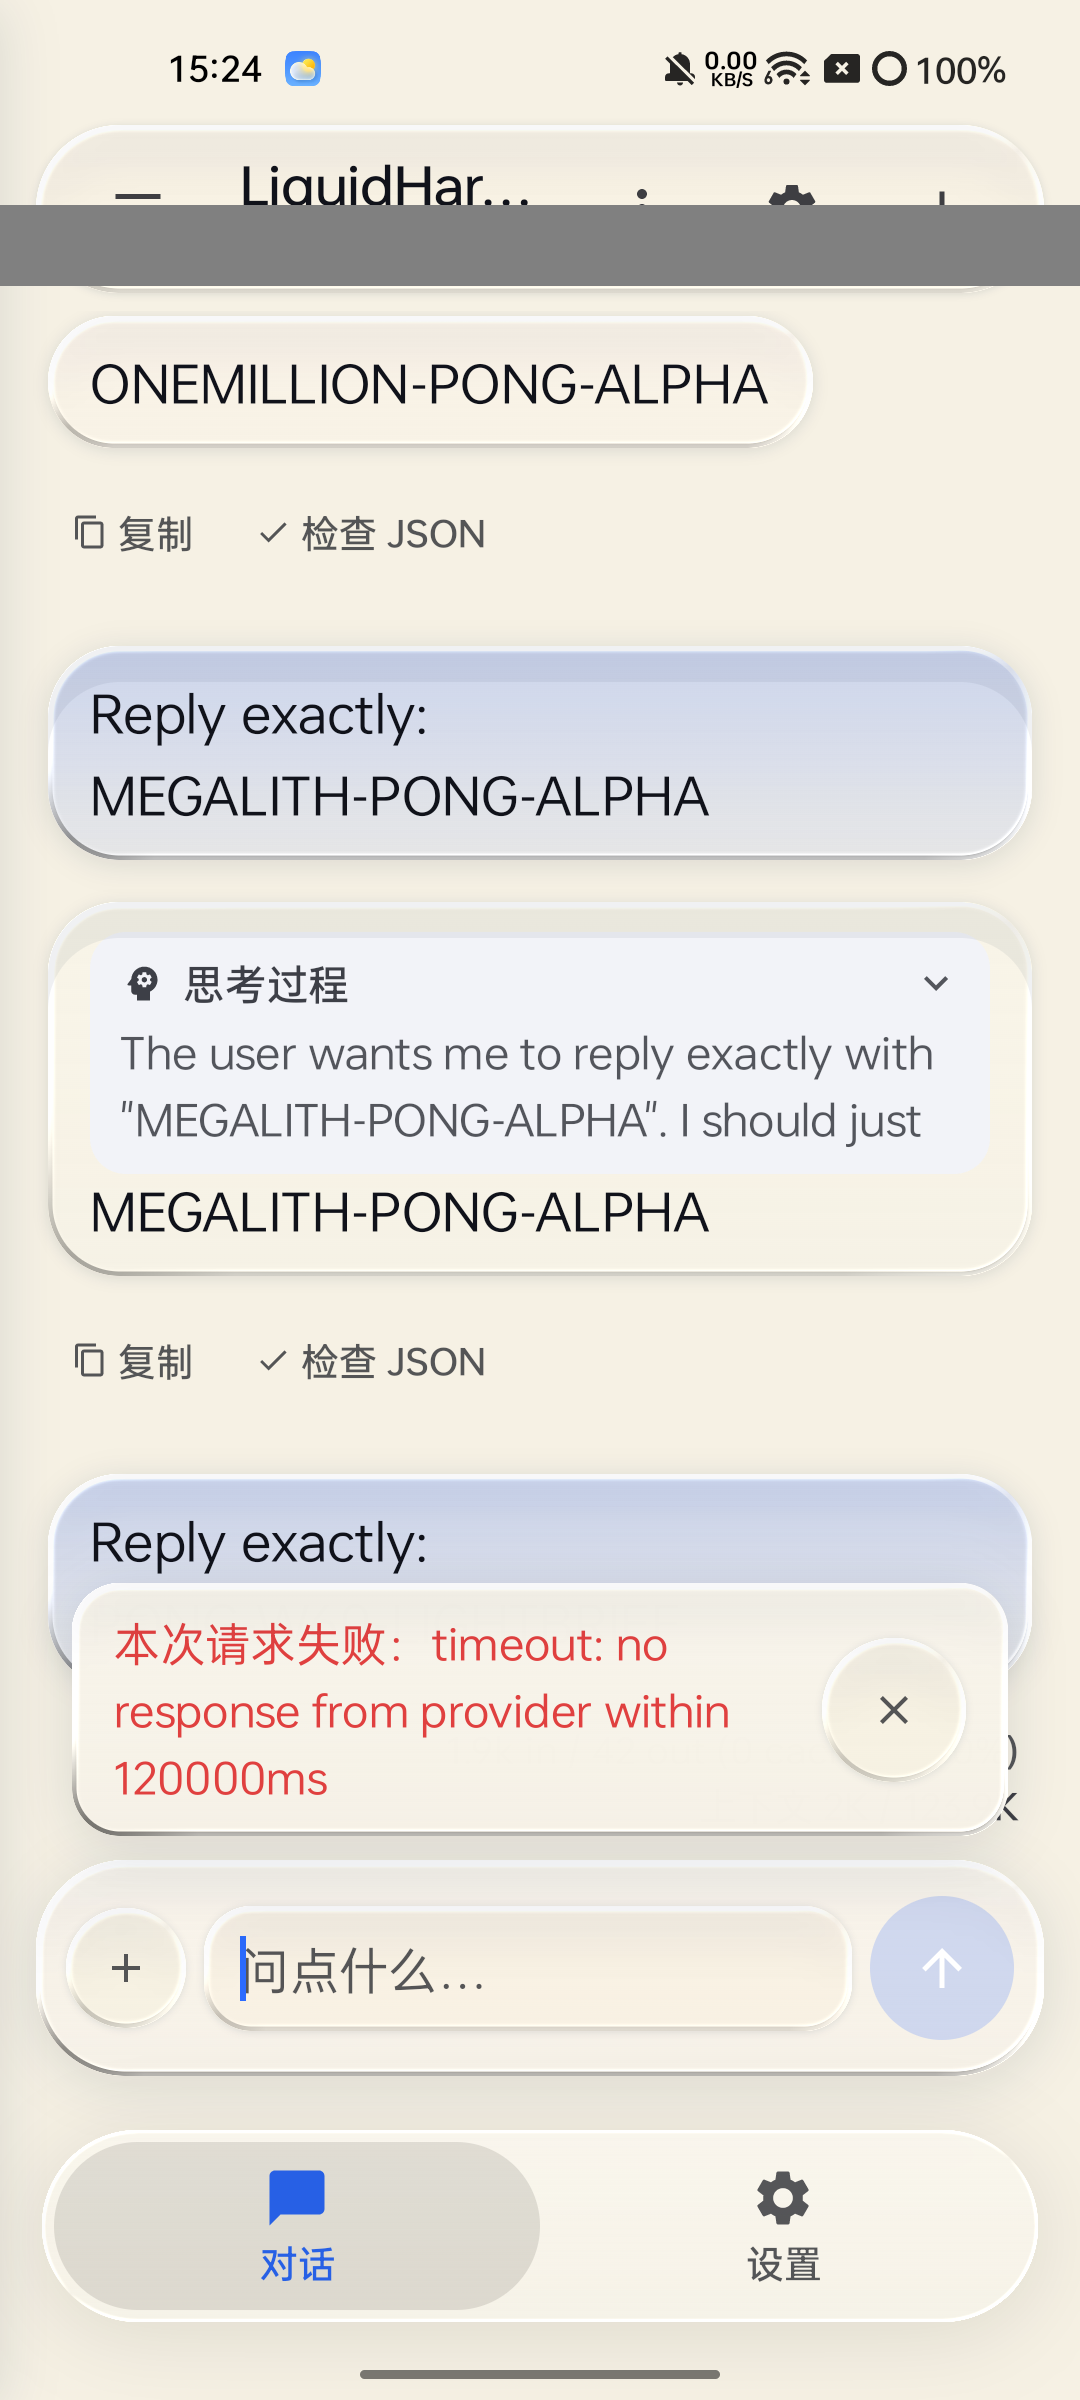 15:24
0.00
KB/S
6
100%
LiquidHar...
ONEMILLION-PONG-ALPHA
复制
检查 JSON
Reply exactly:
MEGALITH-PONG-ALPHA
思考过程
The user wants me to reply exactly with
"MEGALITH-PONG-ALPHA". I should just
MEGALITH-PONG-ALPHA
复制
检查 JSON
Reply exactly:
本次请求失败：timeout: no
response from provider within
120000ms
)
K
问点什么...
对话
设置